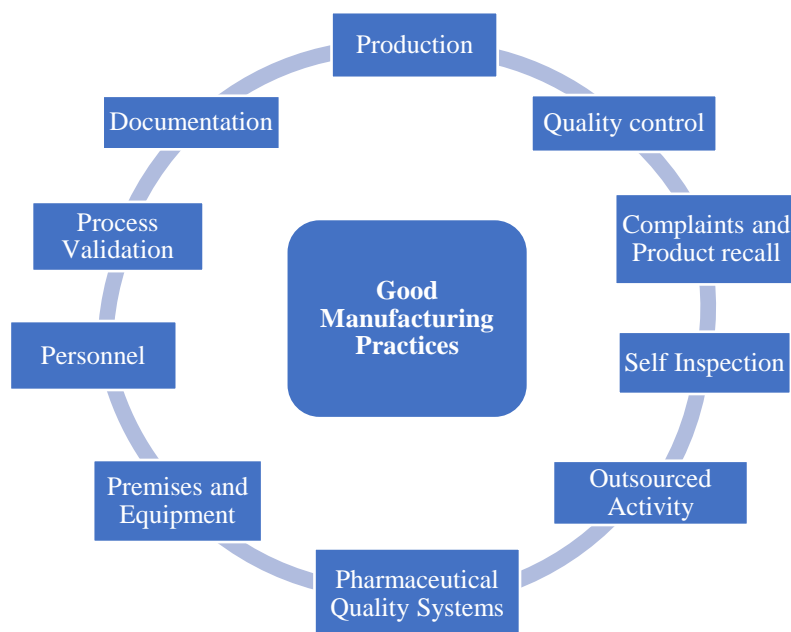 Production
Quality control
Complaints and
Product recall
Self Inspection
Outsourced
Activity
Pharmaceutical
Quality Systems
Premises and
Equipment
Personnel
Process
Validation
Documentation
Good
Manufacturing
Practices